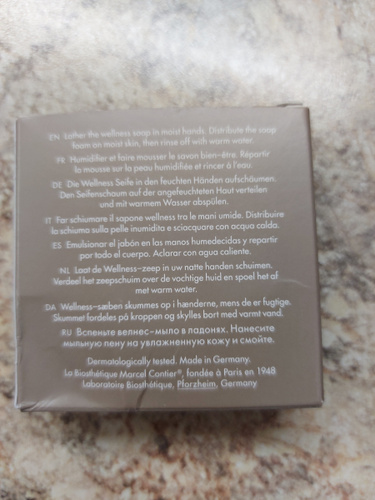 EN Lather the wellness soap in moist hands. Distribute the soap
foam on moist skin, then rinse off with warm water.
FR Humidifier et faire mousser le savon bien-être. Répartir
la mousse sur la peau humidifiée et rincer à l'eau.
DE Die Wellness Seife in den feuchten Händen aufschäumen.
Den Seifenschaum auf der angefeuchteten Haut verteilen
und mit warmem Wasser abspülen.
IT Far schiumare il sapone wellness tra le mani umide. Distribuire
la schiuma sulla pelle inumidita e sciacquare con acqua calda.
ES Emulsionar el jabón en las manos humedecidas y repartir
por todo el cuerpo. Aclarar con agua caliente.
NL Laat de Wellness-zeep in uw natte handen schuimen.
Verdeel het zeepschuim over de vochtige huid en spoel het af
met warm water.
DA Wellness-sæben skummes op i hænderne, mens de er fugtige.
Skummet fordeles på kroppen og skylles bort med varmt vand.
RU Вспеньте велнес-мыло в ладонях. Нанесите
мыльную пену на увлажненную кожу и смойте.
Dermatologically tested. Made in Germany.
La Biosthétique Marcel Contier®, fondée à Paris en 1948
Laboratoire Biosthétique, Pforzheim, Germany